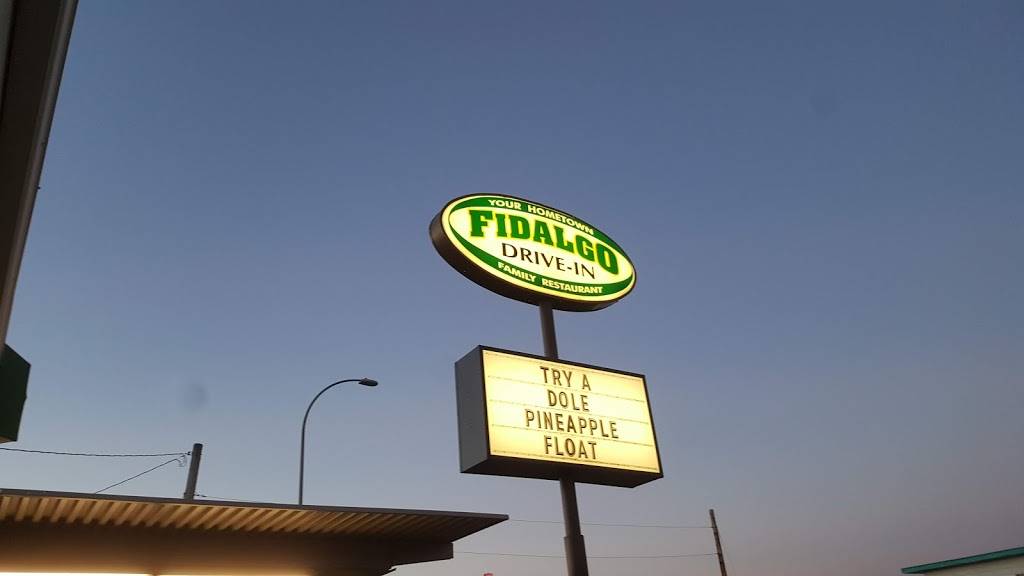 YOUR HOMETOWN
FIDALGO
DRIVE-IN
FAMILY RESTAURANT
TRY A
DOLE
PINEAPPLE
FLOAT